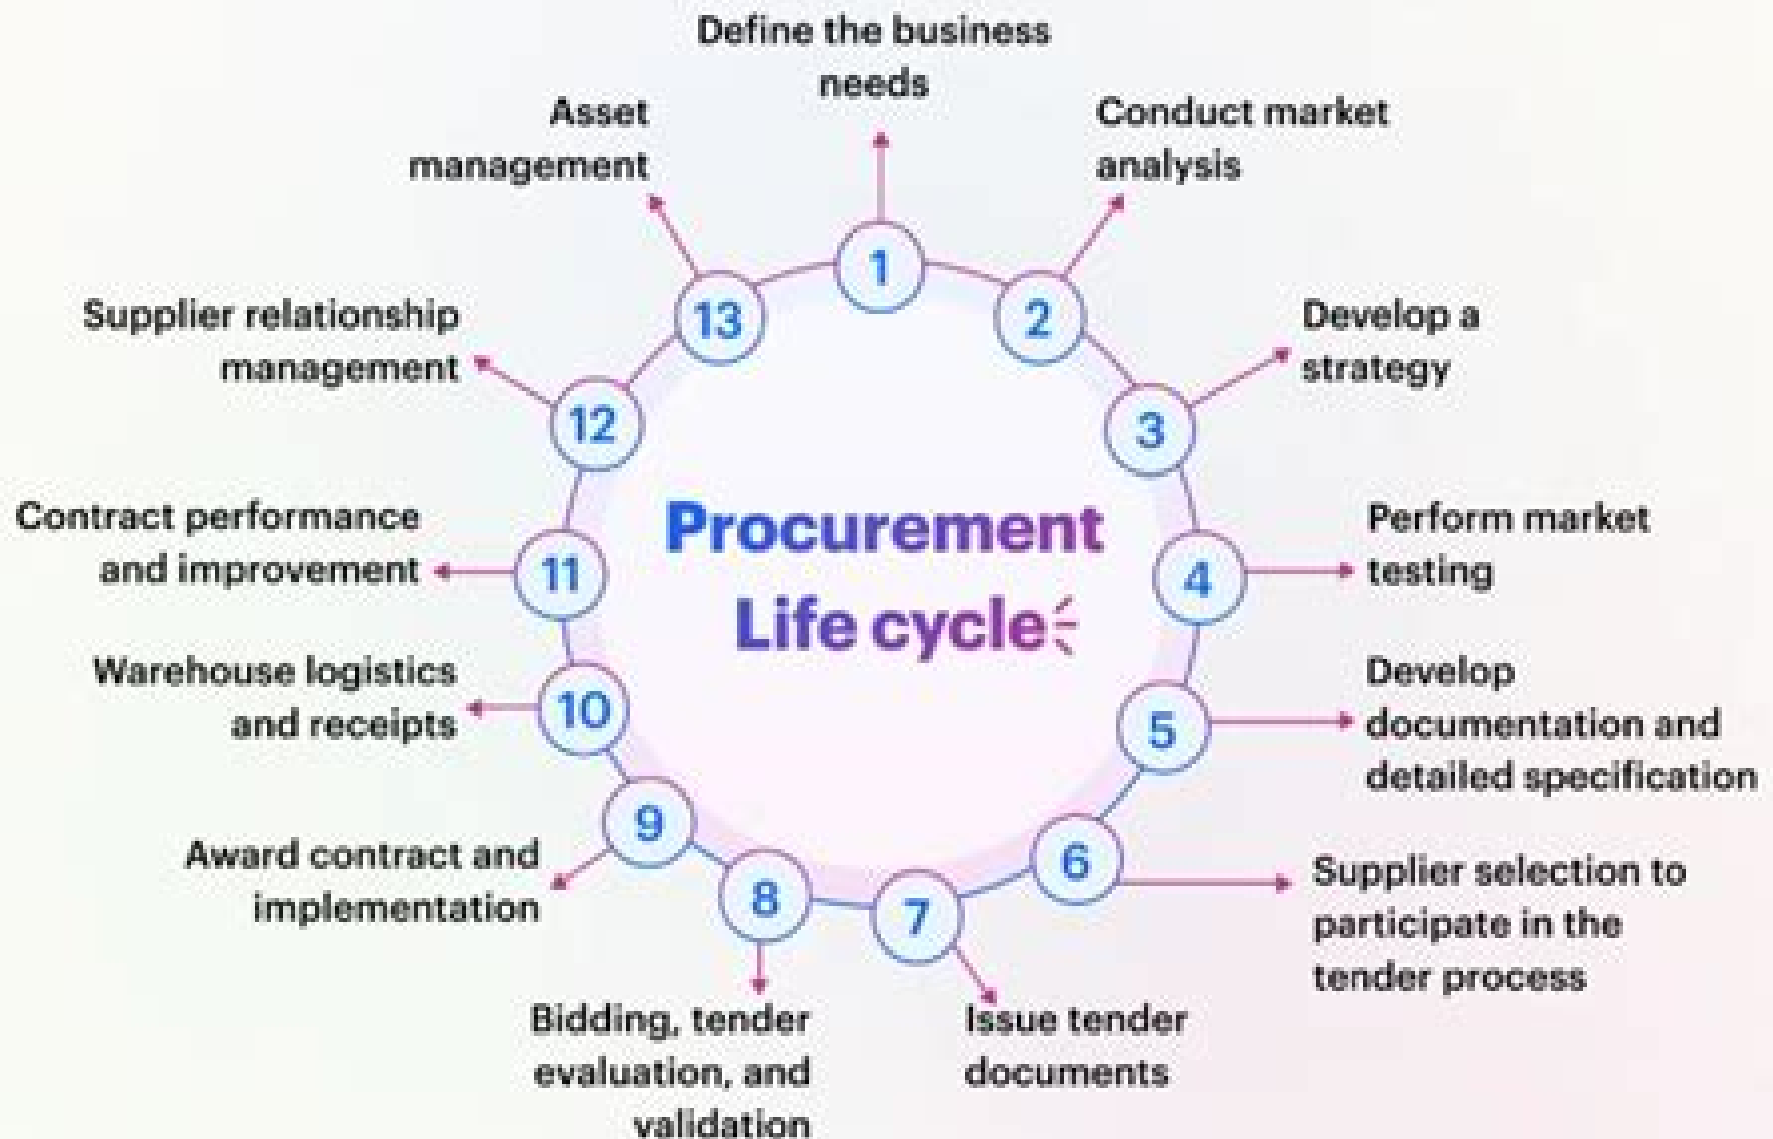 Define the business
needs
1
Conduct market
analysis
2
Develop a
strategy
3
Perform market
testing
4
Develop
documentation and
detailed specification
5
Supplier selection to
participate in the
tender process
6
Issue tender
documents
7
Bidding, tender
evaluation, and
validation
8
Award contract and
implementation
9
Warehouse logistics
and receipts
10
Contract performance
and improvement
11
Supplier relationship
management
12
Asset
management
13
Procurement
Life cycle